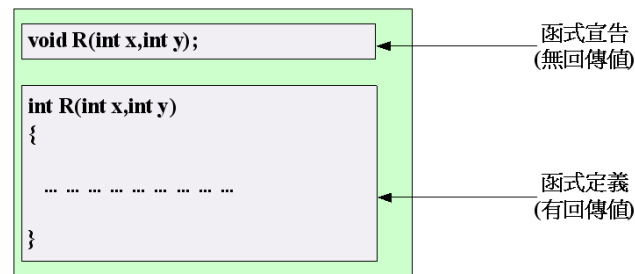 void R(int x,int y);
函式宣告
(無回傳值)
int R(int x,int y)
{
... ... ... ... ... ... ... ... ...
}
函式定義
(有回傳值)